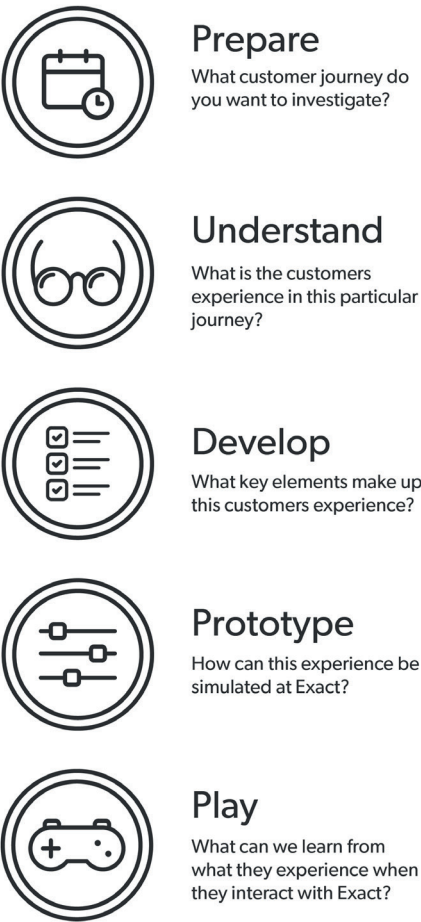 Prepare
What customer journey do
you want to investigate?
Understand
What is the customers
experience in this particular
journey?
Develop
What key elements make up
this customers experience?
Prototype
How can this experience be
simulated at Exact?
Play
What can we learn from
what they experience when
they interact with Exact?